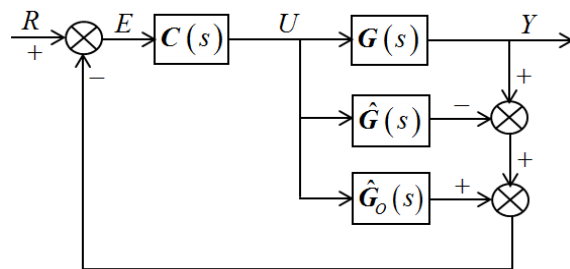 R E C(s) U G(s) Y
+ − +
Ĝ(s) −
+
Ĝ_O(s) +